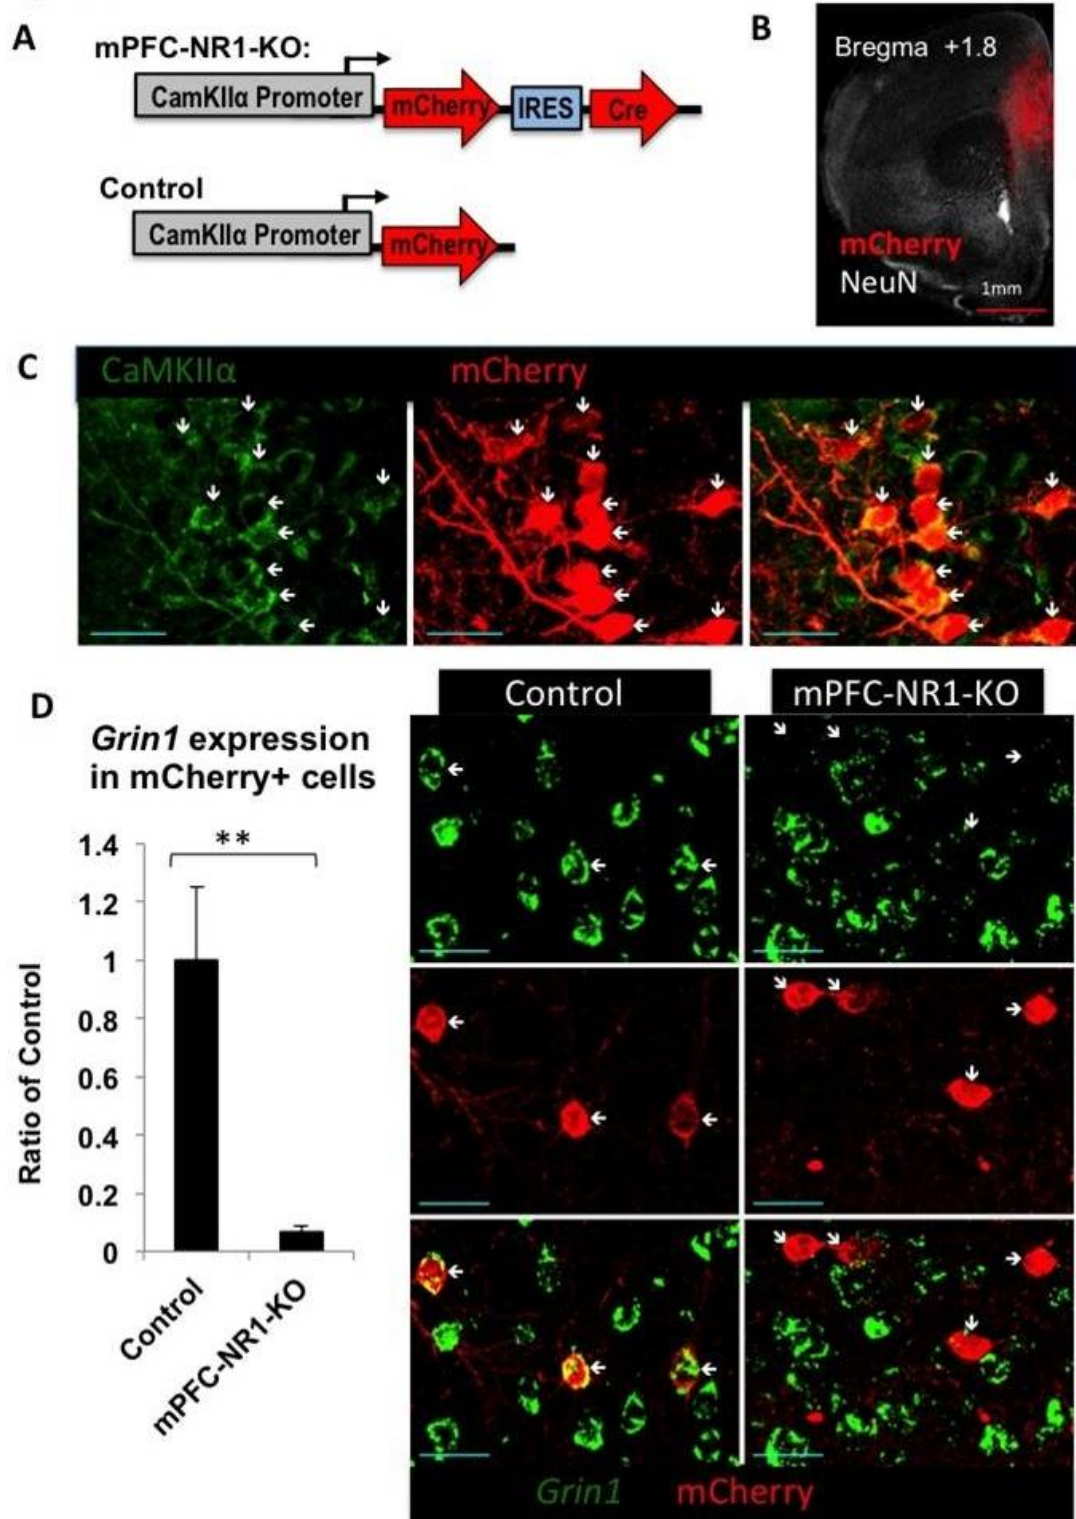 A
mPFC-NR1-KO:
CamKIIα Promoter
mCherry
IRES
Cre
Control
CamKIIα Promoter
mCherry
B
Bregma +1.8
mCherry
NeuN
1mm
C
CaMKIIα
mCherry
D
Grin1 expression
in mCherry+ cells
**
1.4
1.2
1
0.8
0.6
0.4
0.2
0
Ratio of Control
Control
mPFC-NR1-KO
Control
mPFC-NR1-KO
Grin1
mCherry